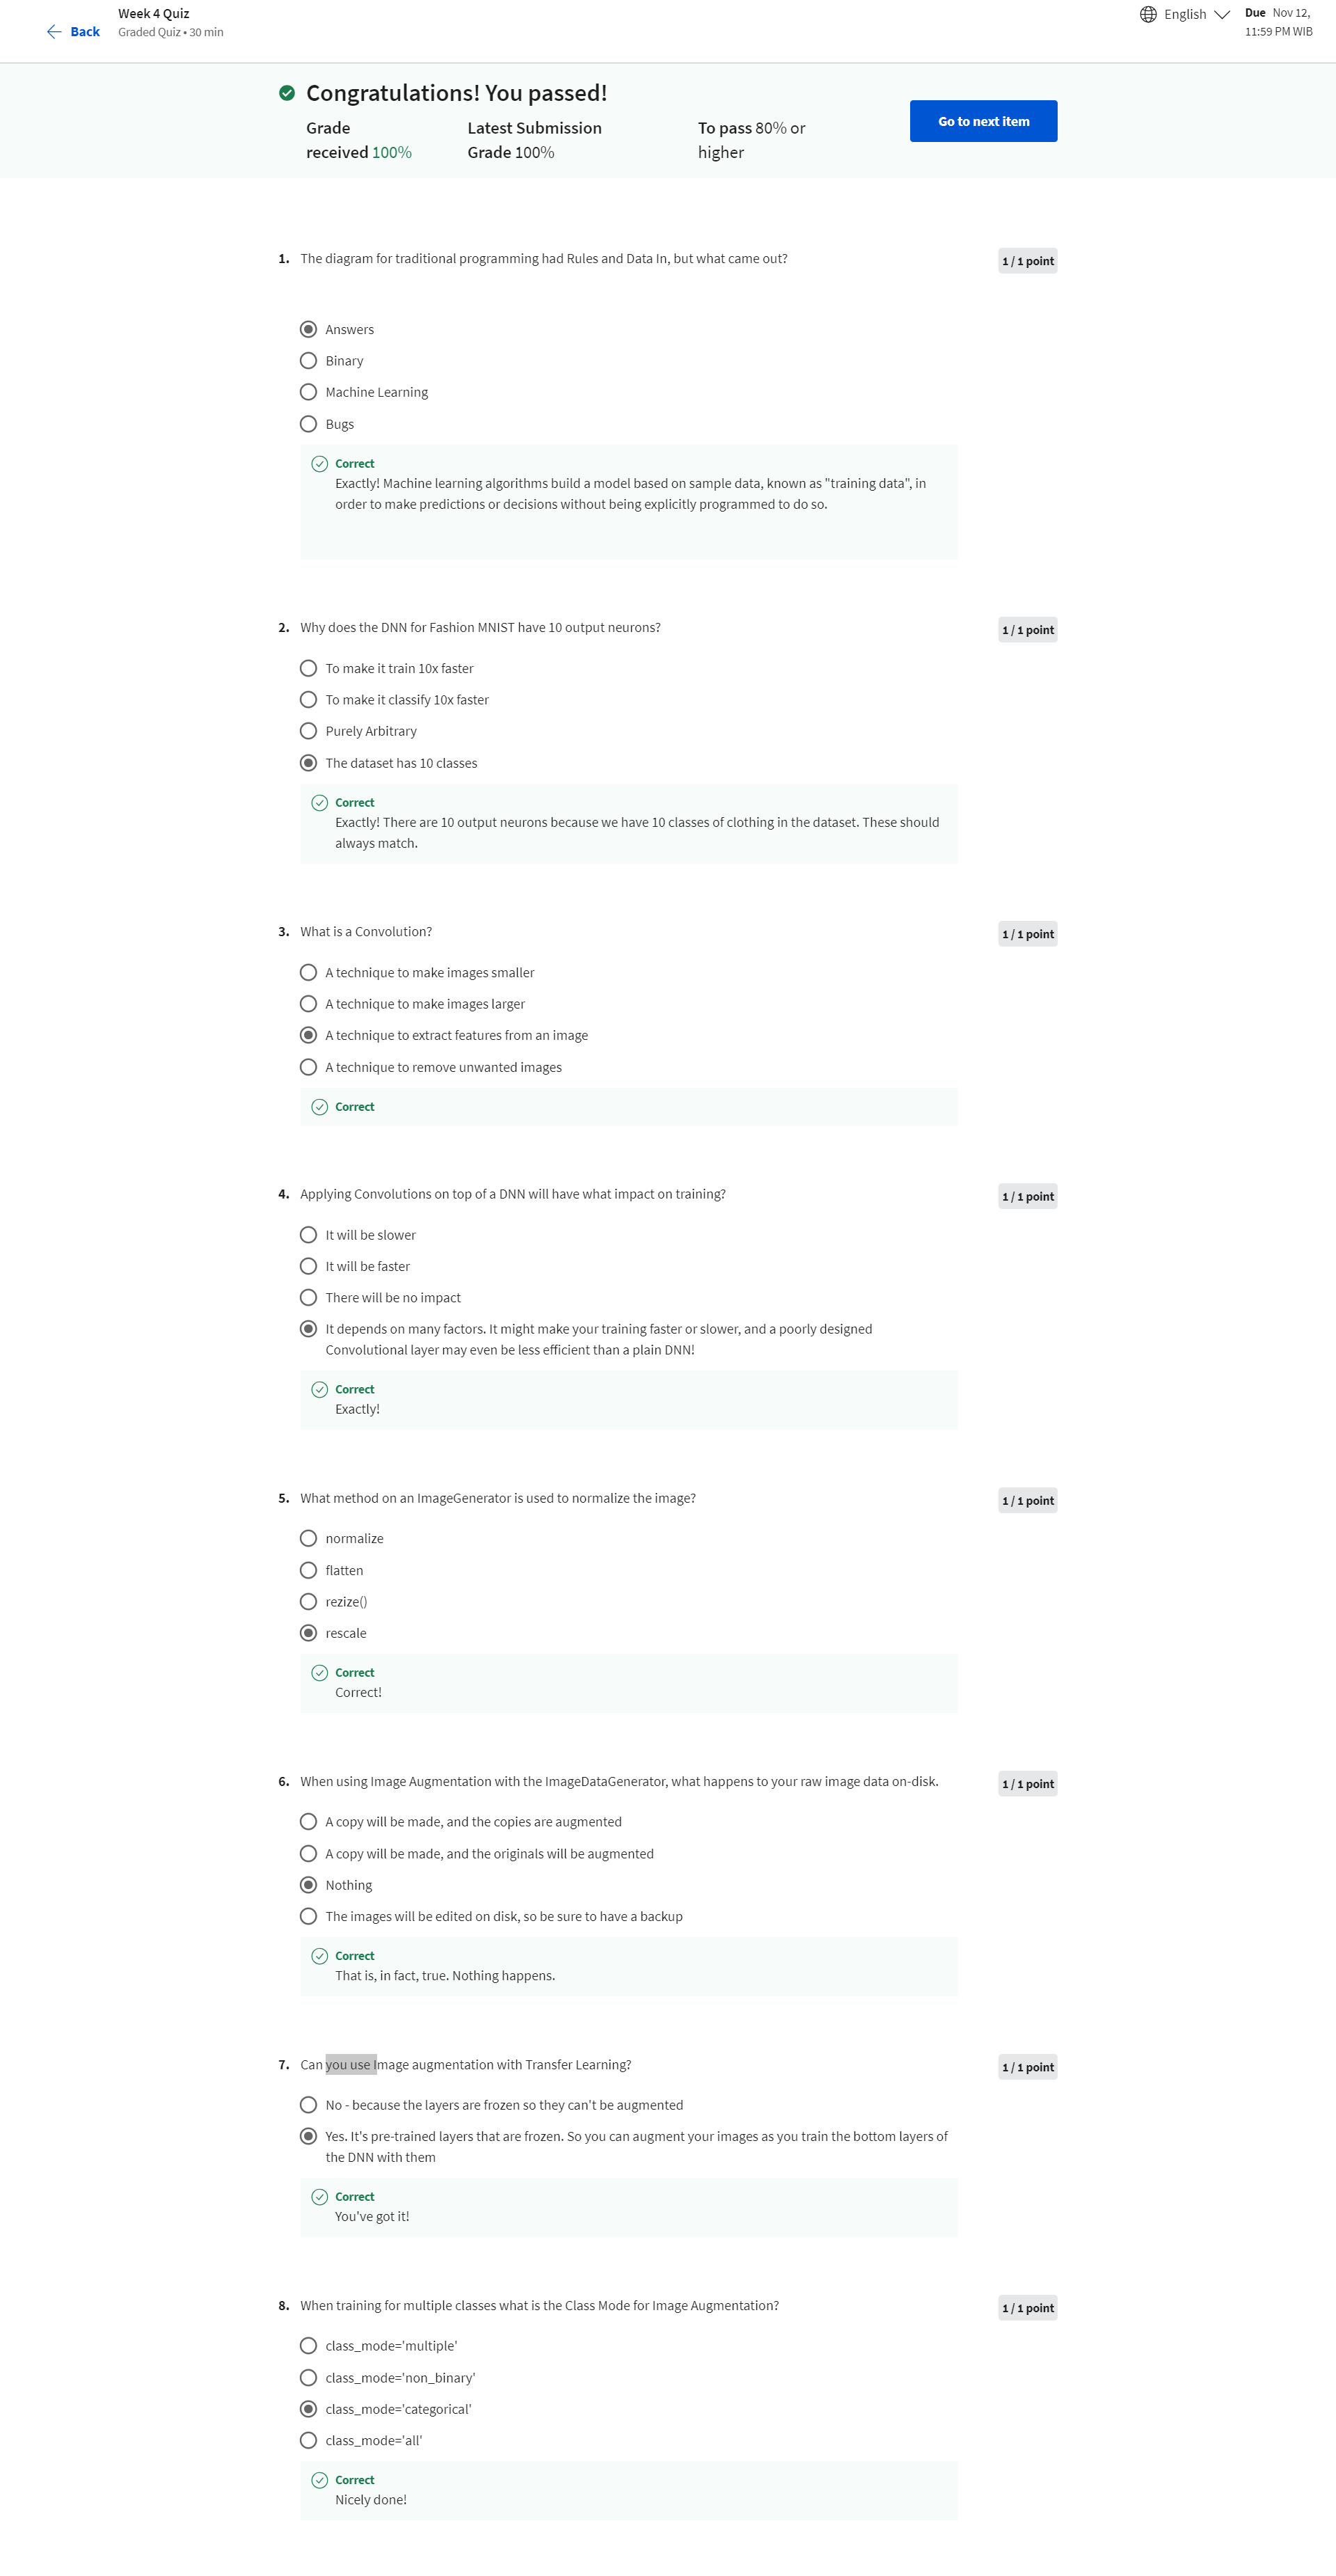 Week 4 Quiz
Back
Graded Quiz • 30 min
English
Due Nov 12,
11:59 PM WIB
Congratulations! You passed!
Grade
received 100%
Latest Submission
Grade 100%
To pass 80% or
higher
Go to next item
1. The diagram for traditional programming had Rules and Data In, but what came out?
1 / 1 point
Answers
Binary
Machine Learning
Bugs
Correct
Exactly! Machine learning algorithms build a model based on sample data, known as "training data", in
order to make predictions or decisions without being explicitly programmed to do so.
2. Why does the DNN for Fashion MNIST have 10 output neurons?
1 / 1 point
To make it train 10x faster
To make it classify 10x faster
Purely Arbitrary
The dataset has 10 classes
Correct
Exactly! There are 10 output neurons because we have 10 classes of clothing in the dataset. These should
always match.
3. What is a Convolution?
1 / 1 point
A technique to make images smaller
A technique to make images larger
A technique to extract features from an image
A technique to remove unwanted images
Correct
4. Applying Convolutions on top of a DNN will have what impact on training?
1 / 1 point
It will be slower
It will be faster
There will be no impact
It depends on many factors. It might make your training faster or slower, and a poorly designed
Convolutional layer may even be less efficient than a plain DNN!
Correct
Exactly!
5. What method on an ImageGenerator is used to normalize the image?
1 / 1 point
normalize
flatten
rezize()
rescale
Correct
Correct!
6. When using Image Augmentation with the ImageDataGenerator, what happens to your raw image data on-disk.
1 / 1 point
A copy will be made, and the copies are augmented
A copy will be made, and the originals will be augmented
Nothing
The images will be edited on disk, so be sure to have a backup
Correct
That is, in fact, true. Nothing happens.
7. Can you use Image augmentation with Transfer Learning?
1 / 1 point
No - because the layers are frozen so they can't be augmented
Yes. It's pre-trained layers that are frozen. So you can augment your images as you train the bottom layers of
the DNN with them
Correct
You've got it!
8. When training for multiple classes what is the Class Mode for Image Augmentation?
1 / 1 point
class_mode='multiple'
class_mode='non_binary'
class_mode='categorical'
class_mode='all'
Correct
Nicely done!